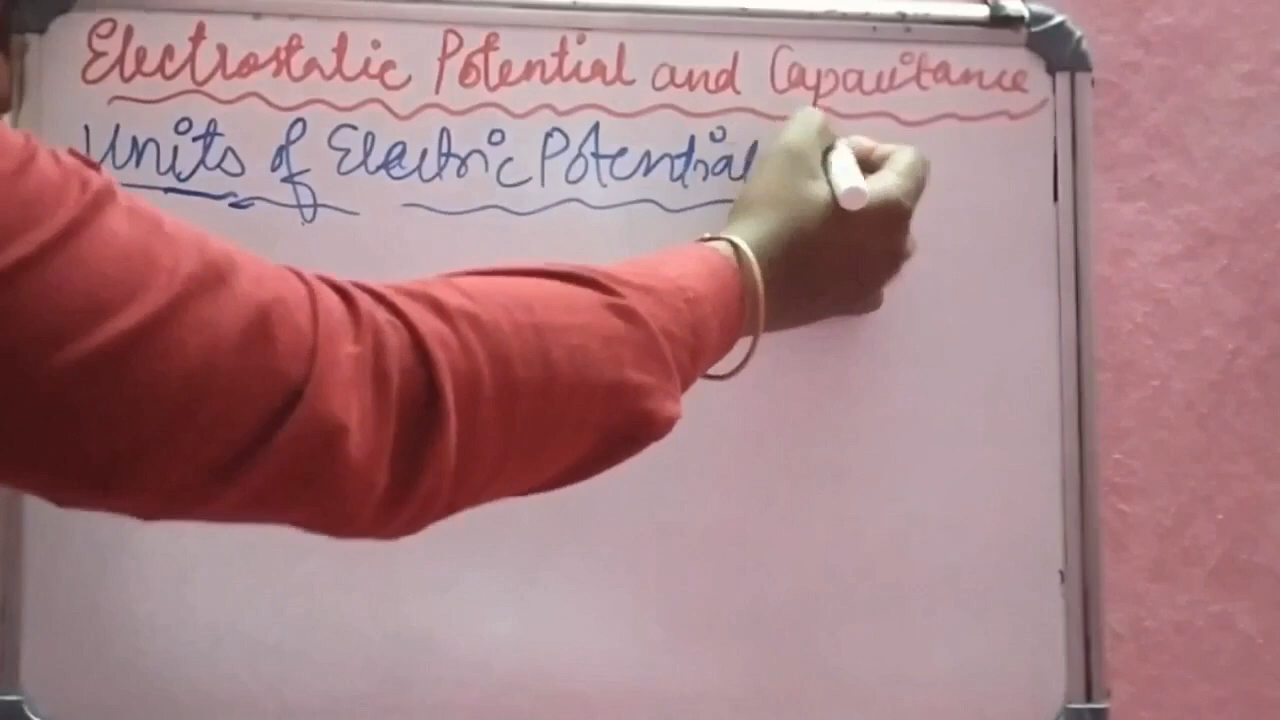 Electrostatic Potential and Capacitance
Units of Electric Potential